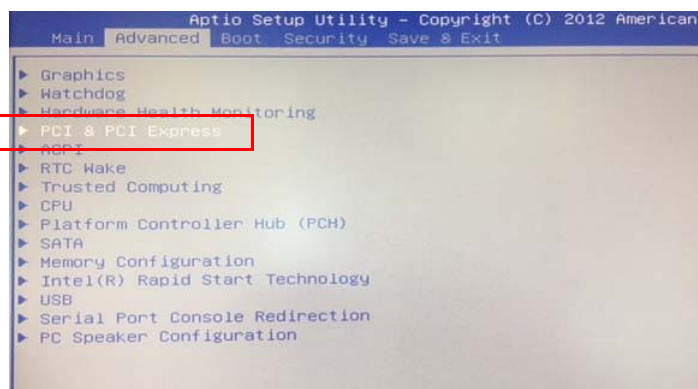 Aptio Setup Utility - Copyright (C) 2012 American
Main Advanced Boot Security Save & Exit
Graphics
Watchdog
Hardware Health Monitoring
PCI & PCI Express
ACPI
RTC Wake
Trusted Computing
CPU
Platform Controller Hub (PCH)
SATA
Memory Configuration
Intel(R) Rapid Start Technology
USB
Serial Port Console Redirection
PC Speaker Configuration